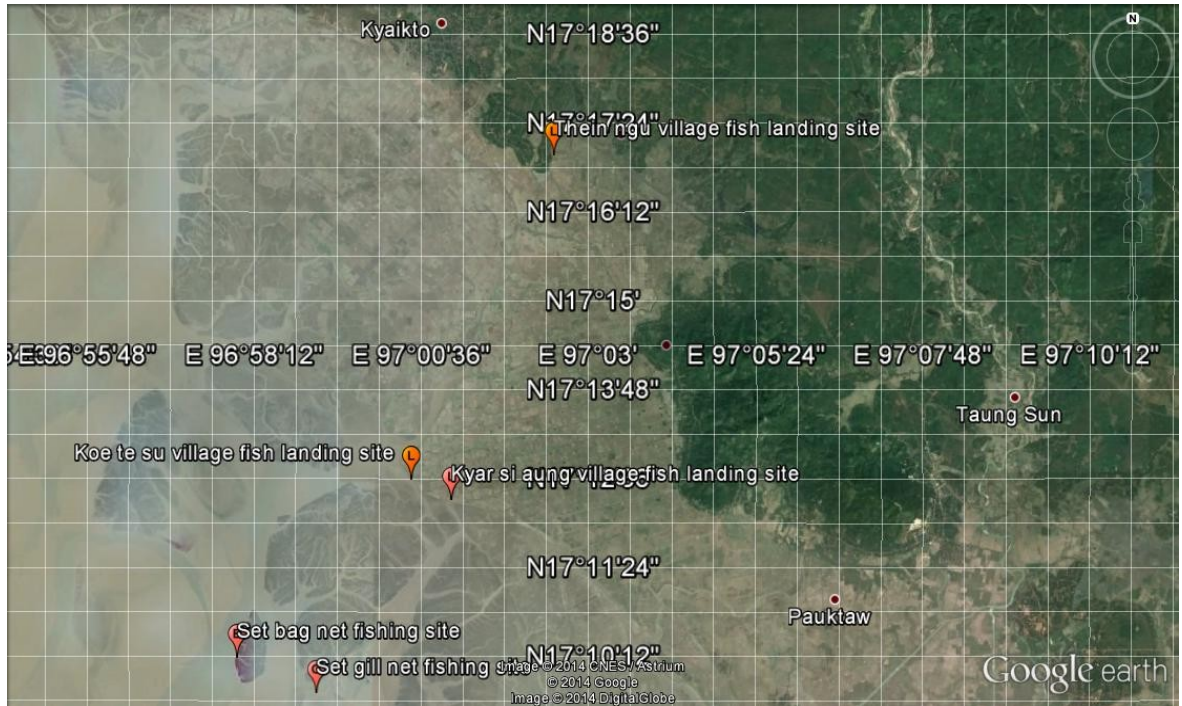 N
Kyaikto
N17°18'36"
N17°17'24"
Thein ngu village fish landing site
L
N17°16'12"
N17°15'
E 96°55'48" E 96°58'12" E 97°00'36" E 97°03' E 97°05'24" E 97°07'48" E 97°10'12"
N17°13'48"
Taung Sun
Koe te su village fish landing site
L
Kyar si aung village fish landing site
N17°11'24"
Pauktaw
Set bag net fishing site
N17°10'12"
Set gill net fishing site
Image © 2014 CNES / Astrium
© 2014 Google
Image © 2014 DigitalGlobe
Google earth